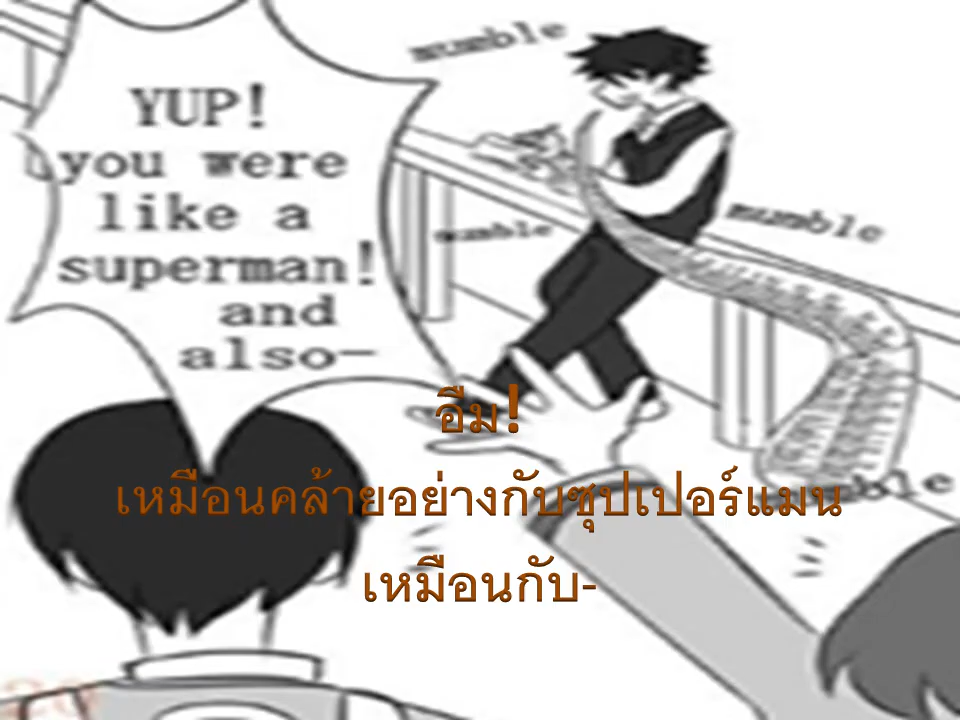 mumble
YUP!
you were
like a
superman!
and
also-
mumble
mumble
อืม!
เหมือนคล้ายอย่างกับซุปเปอร์แมน
เหมือนกับ-
20